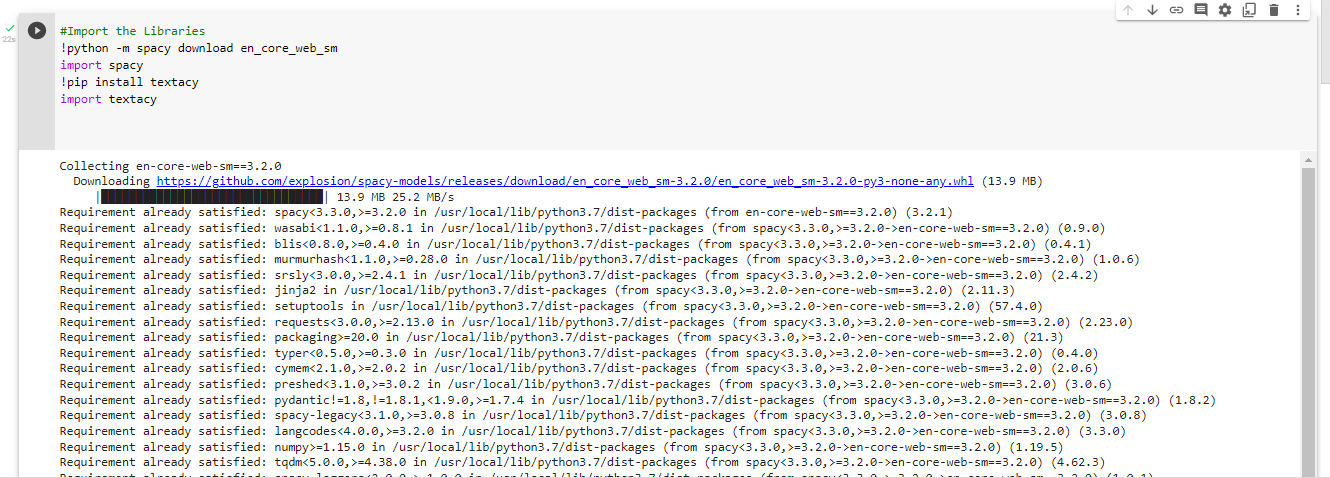 22s
#Import the Libraries
!python -m spacy download en_core_web_sm
import spacy
!pip install textacy
import textacy
Collecting en-core-web-sm==3.2.0
Downloading https://github.com/explosion/spacy-models/releases/download/en_core_web_sm-3.2.0/en_core_web_sm-3.2.0-py3-none-any.whl (13.9 MB)
13.9 MB 25.2 MB/s
Requirement already satisfied: spacy<3.3.0,>=3.2.0 in /usr/local/lib/python3.7/dist-packages (from en-core-web-sm==3.2.0) (3.2.1)
Requirement already satisfied: wasabi<1.1.0,>=0.8.1 in /usr/local/lib/python3.7/dist-packages (from spacy<3.3.0,>=3.2.0->en-core-web-sm==3.2.0) (0.9.0)
Requirement already satisfied: blis<0.8.0,>=0.4.0 in /usr/local/lib/python3.7/dist-packages (from spacy<3.3.0,>=3.2.0->en-core-web-sm==3.2.0) (0.4.1)
Requirement already satisfied: murmurhash<1.1.0,>=0.28.0 in /usr/local/lib/python3.7/dist-packages (from spacy<3.3.0,>=3.2.0->en-core-web-sm==3.2.0) (1.0.6)
Requirement already satisfied: srsly<3.0.0,>=2.4.1 in /usr/local/lib/python3.7/dist-packages (from spacy<3.3.0,>=3.2.0->en-core-web-sm==3.2.0) (2.4.2)
Requirement already satisfied: jinja2 in /usr/local/lib/python3.7/dist-packages (from spacy<3.3.0,>=3.2.0->en-core-web-sm==3.2.0) (2.11.3)
Requirement already satisfied: setuptools in /usr/local/lib/python3.7/dist-packages (from spacy<3.3.0,>=3.2.0->en-core-web-sm==3.2.0) (57.4.0)
Requirement already satisfied: requests<3.0.0,>=2.13.0 in /usr/local/lib/python3.7/dist-packages (from spacy<3.3.0,>=3.2.0->en-core-web-sm==3.2.0) (2.23.0)
Requirement already satisfied: packaging>=20.0 in /usr/local/lib/python3.7/dist-packages (from spacy<3.3.0,>=3.2.0->en-core-web-sm==3.2.0) (21.3)
Requirement already satisfied: typer<0.5.0,>=0.3.0 in /usr/local/lib/python3.7/dist-packages (from spacy<3.3.0,>=3.2.0->en-core-web-sm==3.2.0) (0.4.0)
Requirement already satisfied: cymem<2.1.0,>=2.0.2 in /usr/local/lib/python3.7/dist-packages (from spacy<3.3.0,>=3.2.0->en-core-web-sm==3.2.0) (2.0.6)
Requirement already satisfied: preshed<3.1.0,>=3.0.2 in /usr/local/lib/python3.7/dist-packages (from spacy<3.3.0,>=3.2.0->en-core-web-sm==3.2.0) (3.0.6)
Requirement already satisfied: pydantic!=1.8,!=1.8.1,<1.9.0,>=1.7.4 in /usr/local/lib/python3.7/dist-packages (from spacy<3.3.0,>=3.2.0->en-core-web-sm==3.2.0) (1.8.2)
Requirement already satisfied: spacy-legacy<3.1.0,>=3.0.8 in /usr/local/lib/python3.7/dist-packages (from spacy<3.3.0,>=3.2.0->en-core-web-sm==3.2.0) (3.0.8)
Requirement already satisfied: langcodes<4.0.0,>=3.2.0 in /usr/local/lib/python3.7/dist-packages (from spacy<3.3.0,>=3.2.0->en-core-web-sm==3.2.0) (3.3.0)
Requirement already satisfied: numpy>=1.15.0 in /usr/local/lib/python3.7/dist-packages (from spacy<3.3.0,>=3.2.0->en-core-web-sm==3.2.0) (1.19.5)
Requirement already satisfied: tqdm<5.0.0,>=4.38.0 in /usr/local/lib/python3.7/dist-packages (from spacy<3.3.0,>=3.2.0->en-core-web-sm==3.2.0) (4.62.3)